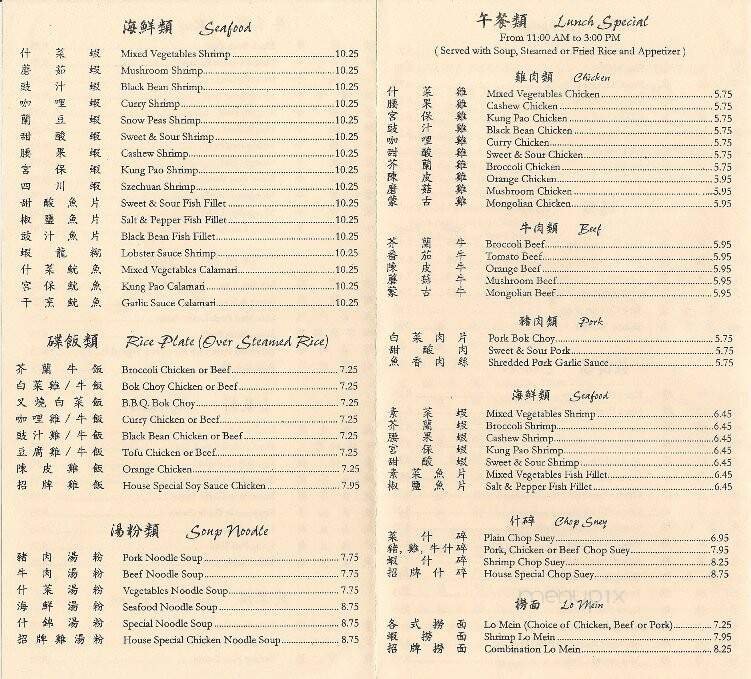 海鮮類 Seafood
什菜蝦 Mixed Vegetables Shrimp 10.25
蘑菇蝦 Mushroom Shrimp 10.25
豉汁蝦 Black Bean Shrimp 10.25
咖喱蝦 Curry Shrimp 10.25
蘭豆蝦 Snow Peas Shrimp 10.25
甜酸蝦 Sweet & Sour Shrimp 10.25
腰果蝦 Cashew Shrimp 10.25
宮保蝦 Kung Pao Shrimp 10.25
四川蝦 Szechuan Shrimp 10.25
甜酸魚片 Sweet & Sour Fish Fillet 10.25
椒鹽魚片 Salt & Pepper Fish Fillet 10.25
豉汁魚片 Black Bean Fish Fillet 10.25
蝦龍糊 Lobster Sauce Shrimp 10.25
什菜魷魚 Mixed Vegetables Calamari 10.25
宮保魷魚 Kung Pao Calamari 10.25
干烹魷魚 Garlic Sauce Calamari 10.25
碟飯類 Rice Plate (Over Steamed Rice)
芥蘭牛飯 Broccoli Chicken or Beef 7.25
白菜雞/牛飯 Bok Choy Chicken or Beef 7.25
叉燒白菜飯 B.B.Q. Bok Choy 7.25
咖喱雞/牛飯 Curry Chicken or Beef 7.25
豉汁雞/牛飯 Black Bean Chicken or Beef 7.25
豆腐雞/牛飯 Tofu Chicken or Beef 7.25
陳皮雞飯 Orange Chicken 7.25
招牌雞飯 House Special Soy Sauce Chicken 7.95
湯粉類 Soup Noodle
豬肉湯粉 Pork Noodle Soup 7.75
牛肉湯粉 Beef Noodle Soup 7.75
什菜湯粉 Vegetables Noodle Soup 7.75
海鮮湯粉 Seafood Noodle Soup 8.75
什錦湯粉 Special Noodle Soup 8.75
招牌雞湯粉 House Special Chicken Noodle Soup 8.75
午餐類 Lunch Special
From 11:00 AM to 3:00 PM
( Served with Soup, Steamed or Fried Rice and Appetizer )
雞肉類 Chicken
什菜雞 Mixed Vegetables Chicken 5.75
腰果雞 Cashew Chicken 5.75
宮保雞 Kung Pao Chicken 5.75
豉汁雞 Black Bean Chicken 5.75
咖喱雞 Curry Chicken 5.75
甜酸雞 Sweet & Sour Chicken 5.75
芥蘭雞 Broccoli Chicken 5.75
陳皮雞 Orange Chicken 5.95
磨菇雞 Mushroom Chicken 5.95
蒙古雞 Mongolian Chicken 5.95
牛肉類 Beef
芥蘭牛 Broccoli Beef 5.95
番茄牛 Tomato Beef 5.95
陳皮牛 Orange Beef 5.95
蘑菇牛 Mushroom Beef 5.95
蒙古牛 Mongolian Beef 5.95
豬肉類 Pork
白菜肉片 Pork Bok Choy 5.75
甜酸肉 Sweet & Sour Pork 5.75
魚香肉絲 Shredded Pork Garlic Sauce 5.75
海鮮類 Seafood
素菜蝦 Mixed Vegetables Shrimp 6.45
芥蘭蝦 Broccoli Shrimp 6.45
腰果蝦 Cashew Shrimp 6.45
宮保蝦 Kung Pao Shrimp 6.45
甜酸蝦 Sweet & Sour Shrimp 6.45
素菜魚片 Mixed Vegetables Fish Fillet 6.45
椒鹽魚片 Salt & Pepper Fish Fillet 6.45
什碎 Chop Suey
菜什碎 Plain Chop Suey 6.95
豬,雞,牛什碎 Pork, Chicken or Beef Chop Suey 7.95
蝦什碎 Shrimp Chop Suey 8.25
招牌什碎 House Special Chop Suey 8.75
menupix
撈面 Lo Mein
各式撈面 Lo Mein (Choice of Chicken, Beef or Pork) 7.25
蝦撈面 Shrimp Lo Mein 7.95
招牌撈面 Combination Lo Mein 8.25